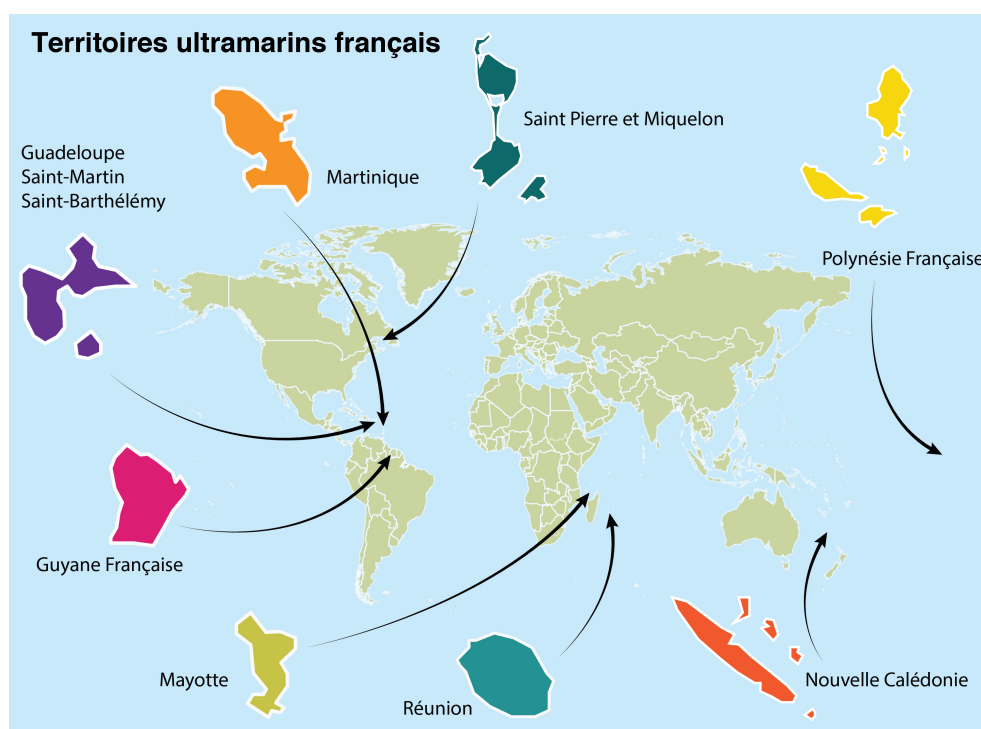 Territoires ultramarins français
Saint Pierre et Miquelon
Guadeloupe
Saint-Martin
Saint-Barthélémy
Martinique
Polynésie Française
Guyane Française
Mayotte
Réunion
Nouvelle Calédonie